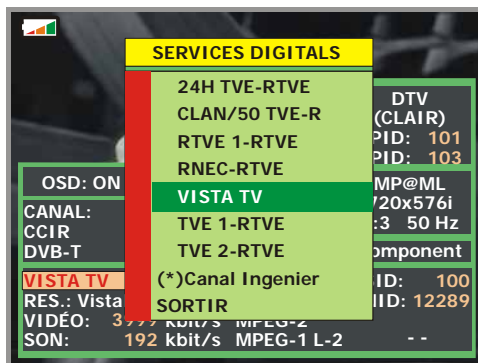 SERVICES DIGITALS
24H TVE-RTVE
CLAN/50 TVE-R
RTVE 1-RTVE
RNEC-RTVE
VISTA TV
TVE 1-RTVE
TVE 2-RTVE
(*)Canal Ingenier
SORTIR
DTV
(CLAIR)
PID: 101
PID: 103
OSD: ON
MP@ML
720x576i
:3 50 Hz
CANAL:
CCIR
DVB-T
omponent
VISTA TV
ID: 100
RES.: Vista
NID: 12289
VIDÉO: 3999 kbit/s MPEG-2
SON: 192 kbit/s MPEG-1 L-2 - -